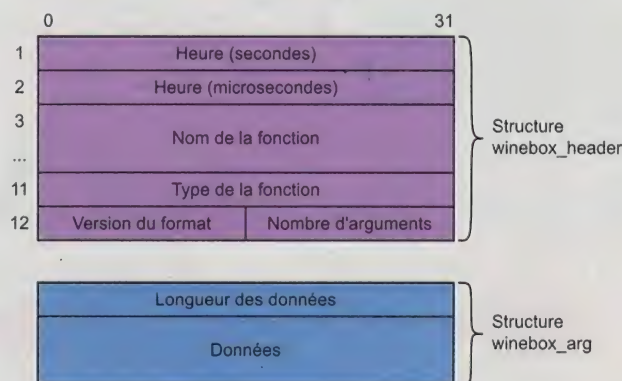 0 31
1 Heure (secondes)
2 Heure (microsecondes)
3
Nom de la fonction
...
11 Type de la fonction
12 Version du format Nombre d'arguments
Structure
winebox_header
Longueur des données
Données
Structure
winebox_arg